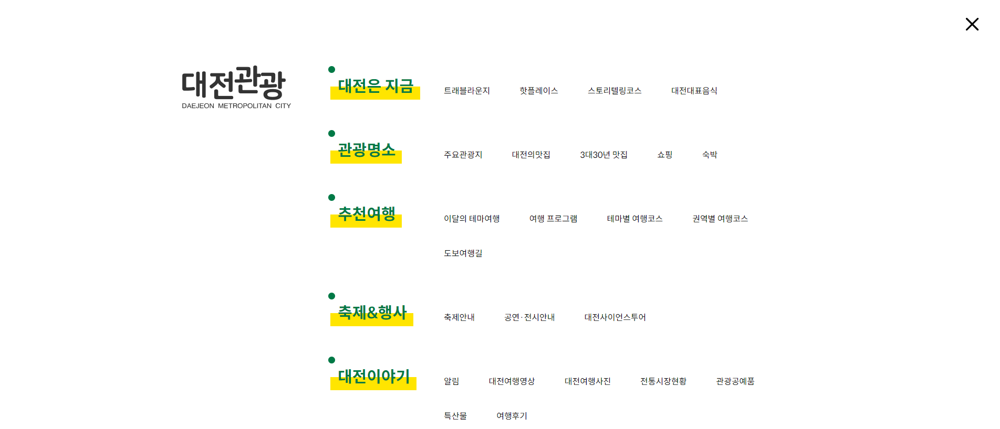 대전관광
DAEJEON METROPOLITAN CITY
대전은 지금
트래블라운지 핫플레이스 스토리텔링코스 대전대표음식
관광명소
주요관광지 대전의맛집 3대30년 맛집 쇼핑 숙박
추천여행
이달의 테마여행 여행 프로그램 테마별 여행코스 권역별 여행코스
도보여행길
축제&행사
축제안내 공연·전시안내 대전사이언스투어
대전이야기
알림 대전여행영상 대전여행사진 전통시장현황 관광공예품
특산물 여행후기